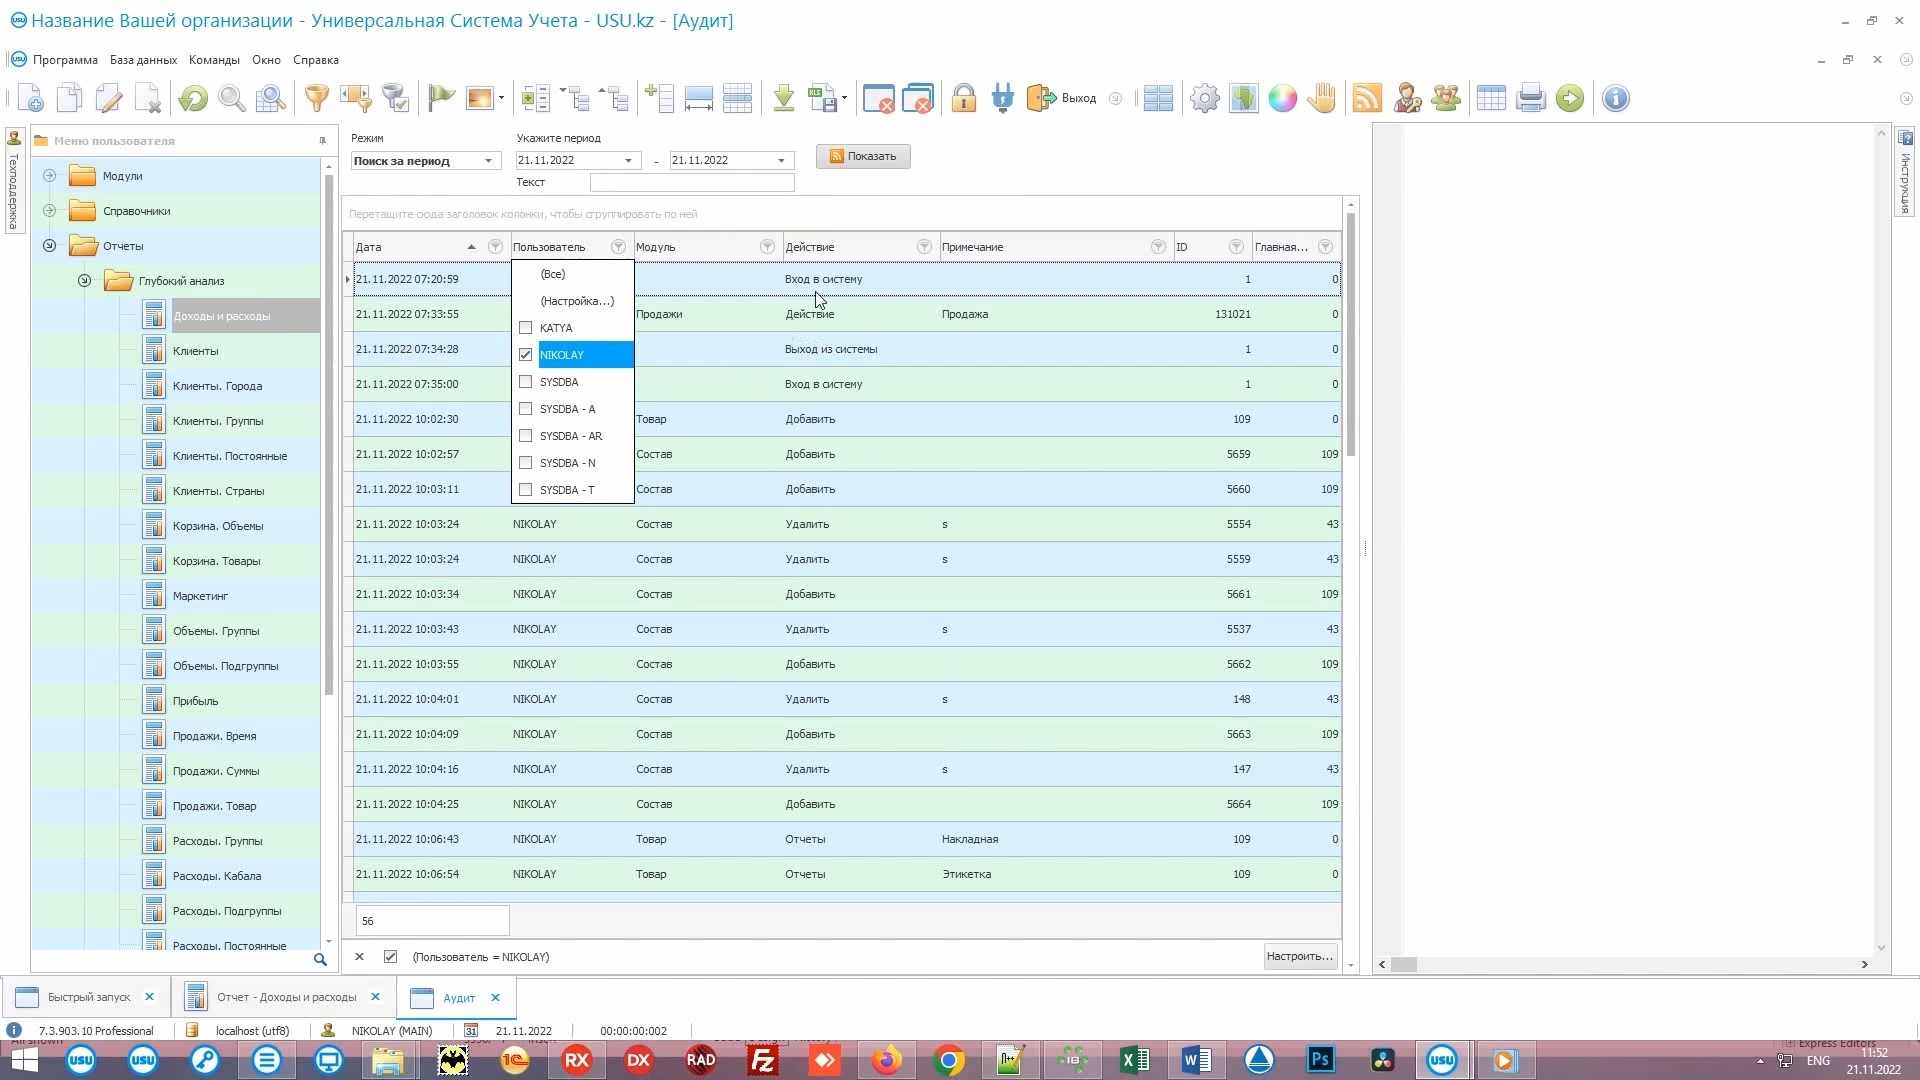 Название Вашей организации - Универсальная Система Учета - USU.kz - [Аудит]
Программа База данных Команды Окно Справка
Выход
Техподдержка
Меню пользователя
Модули
Справочники
Отчеты
Глубокий анализ
Доходы и расходы
Клиенты
Клиенты. Города
Клиенты. Группы
Клиенты. Постоянные
Клиенты. Страны
Корзина. Объемы
Корзина. Товары
Маркетинг
Объемы. Группы
Объемы. Подгруппы
Прибыль
Продажи. Время
Продажи. Суммы
Продажи. Товар
Расходы. Группы
Расходы. Кабала
Расходы. Подгруппы
Расходы. Постоянные
Режим
Укажите период
Поиск за период
21.11.2022 - 21.11.2022
Показать
Текст
Перетащите сюда заголовок колонки, чтобы сгруппировать по ней
Дата Пользователь Модуль Действие Примечание ID Главная...
21.11.2022 07:20:59 Вход в систему 1 0
21.11.2022 07:33:55 Продажи Действие Продажа 131021 0
21.11.2022 07:34:28 Выход из системы 1 0
21.11.2022 07:35:00 Вход в систему 1 0
21.11.2022 10:02:30 Товар Добавить 109 0
21.11.2022 10:02:57 Состав Добавить 5659 109
21.11.2022 10:03:11 Состав Добавить 5660 109
21.11.2022 10:03:24 NIKOLAY Состав Удалить s 5554 43
21.11.2022 10:03:24 NIKOLAY Состав Удалить s 5559 43
21.11.2022 10:03:34 NIKOLAY Состав Добавить 5661 109
21.11.2022 10:03:43 NIKOLAY Состав Удалить s 5537 43
21.11.2022 10:03:55 NIKOLAY Состав Добавить 5662 109
21.11.2022 10:04:01 NIKOLAY Состав Удалить s 148 43
21.11.2022 10:04:09 NIKOLAY Состав Добавить 5663 109
21.11.2022 10:04:16 NIKOLAY Состав Удалить s 147 43
21.11.2022 10:04:25 NIKOLAY Состав Добавить 5664 109
21.11.2022 10:06:43 NIKOLAY Товар Отчеты Накладная 109 0
21.11.2022 10:06:54 NIKOLAY Товар Отчеты Этикетка 109 0
(Все)
(Настройка...)
KATYA
NIKOLAY
SYSDBA
SYSDBA - A
SYSDBA - AR
SYSDBA - N
SYSDBA - T
56
(Пользователь = NIKOLAY)
Настроить...
Инструкция
Быстрый запуск
Отчет - Доходы и расходы
Аудит
7.3.903.10 Professional localhost (utf8) NIKOLAY (MAIN) 31 21.11.2022 00:00:00:002
Express Editors
USU USU 1C RX DX RAD FZ IB Ps USU
ENG
11:52
21.11.2022